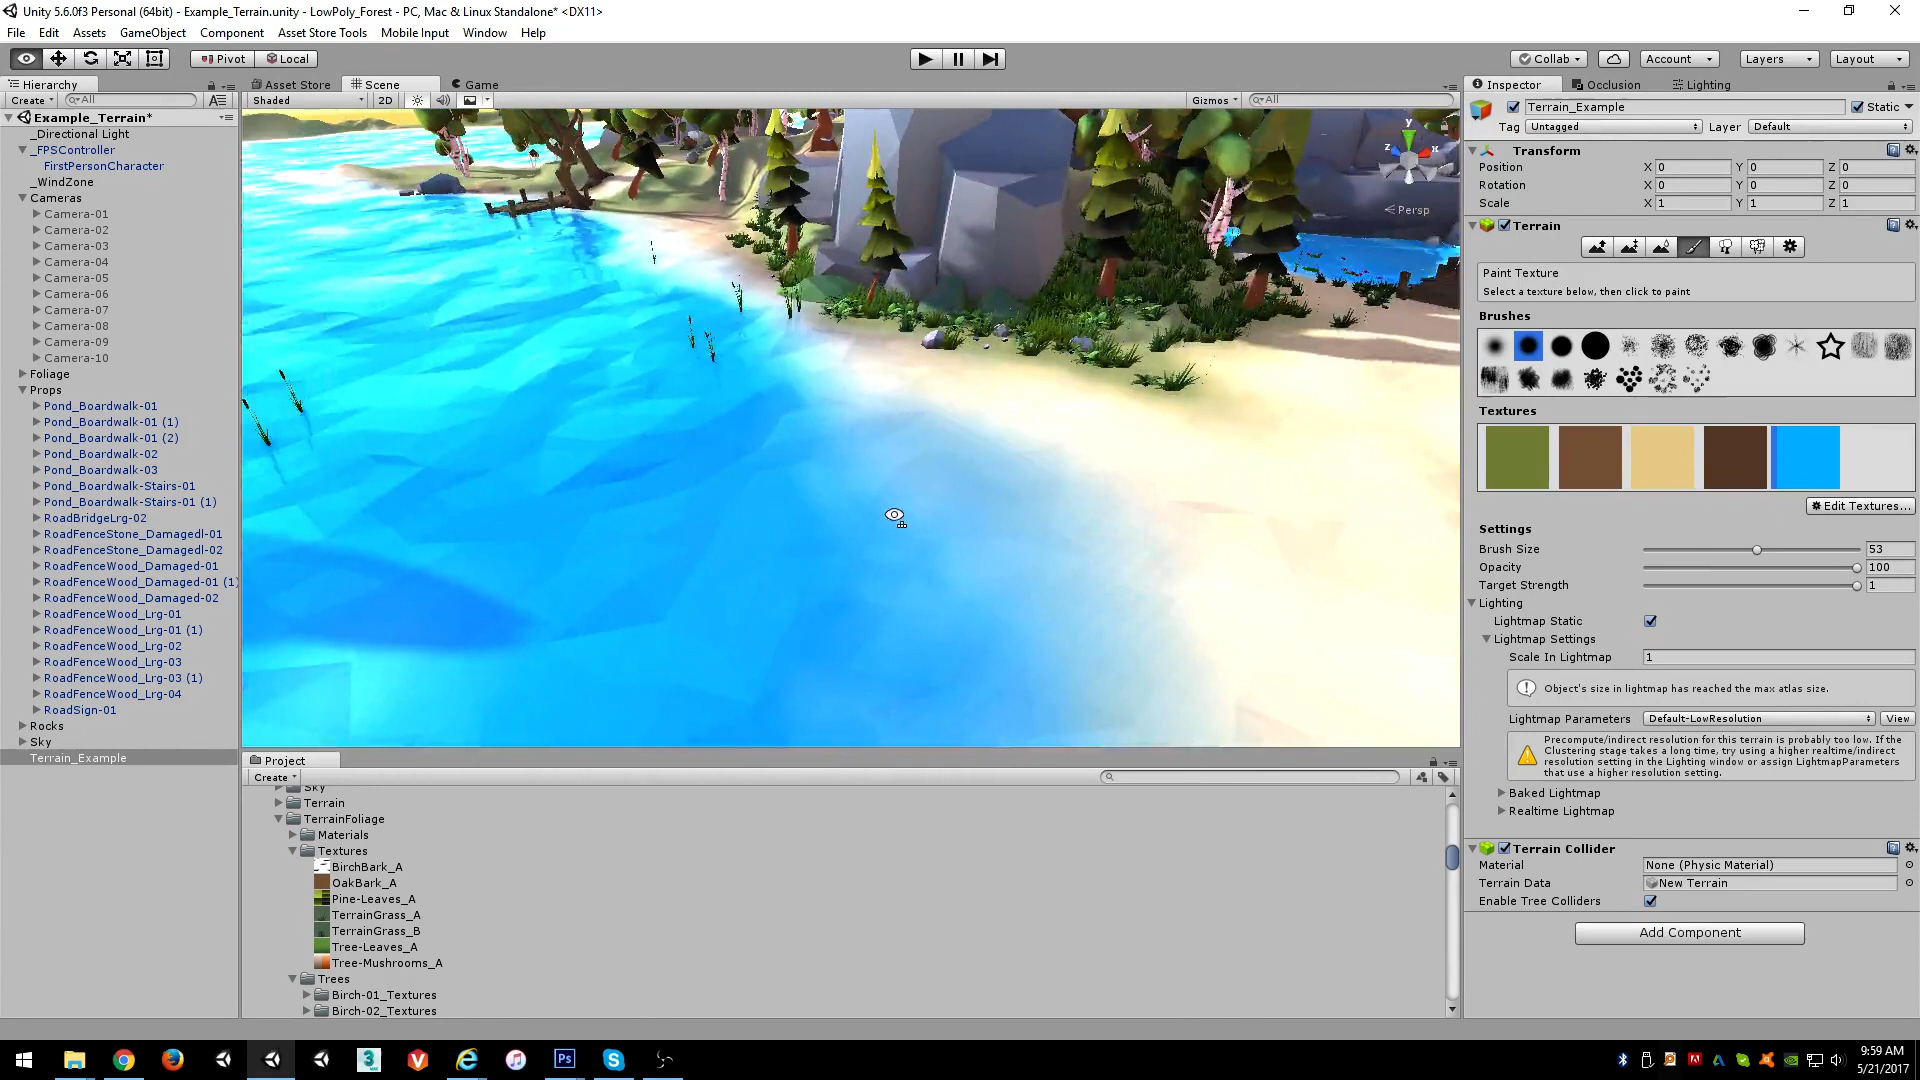 Unity 5.6.0f3 Personal (64bit) - Example_Terrain.unity - LowPoly_Forest - PC, Mac & Linux Standalone* <DX11>
File Edit Assets GameObject Component Asset Store Tools Mobile Input Window Help
Pivot Local Collab Account Layers Layout
Hierarchy
Create All
Example_Terrain*
_Directional Light
_FPSController
FirstPersonCharacter
_WindZone
Cameras
Camera-01
Camera-02
Camera-03
Camera-04
Camera-05
Camera-06
Camera-07
Camera-08
Camera-09
Camera-10
Foliage
Props
Pond_Boardwalk-01
Pond_Boardwalk-01 (1)
Pond_Boardwalk-01 (2)
Pond_Boardwalk-02
Pond_Boardwalk-03
Pond_Boardwalk-Stairs-01
Pond_Boardwalk-Stairs-01 (1)
RoadBridgeLrg-02
RoadFenceStone_Damagedl-01
RoadFenceStone_Damagedl-02
RoadFenceWood_Damaged-01
RoadFenceWood_Damaged-01 (1)
RoadFenceWood_Damaged-02
RoadFenceWood_Lrg-01
RoadFenceWood_Lrg-01 (1)
RoadFenceWood_Lrg-02
RoadFenceWood_Lrg-03
RoadFenceWood_Lrg-03 (1)
RoadFenceWood_Lrg-04
RoadSign-01
Rocks
Sky
Terrain_Example
Asset Store Scene Game
Shaded 2D Gizmos All
y
z x
Persp
Project
Create
Sky
Terrain
TerrainFoliage
Materials
Textures
BirchBark_A
OakBark_A
Pine-Leaves_A
TerrainGrass_A
TerrainGrass_B
Tree-Leaves_A
Tree-Mushrooms_A
Trees
Birch-01_Textures
Birch-02_Textures
Inspector Occlusion Lighting
Terrain_Example Static
Tag Untagged Layer Default
Transform
Position X 0 Y 0 Z 0
Rotation X 0 Y 0 Z 0
Scale X 1 Y 1 Z 1
Terrain
Paint Texture
Select a texture below, then click to paint
Brushes
Textures
Edit Textures...
Settings
Brush Size 53
Opacity 100
Target Strength 1
Lighting
Lightmap Static
Lightmap Settings
Scale In Lightmap 1
Object's size in lightmap has reached the max atlas size.
Lightmap Parameters Default-LowResolution View
Precompute/indirect resolution for this terrain is probably too low. If the
Clustering stage takes a long time, try using a higher realtime/indirect
resolution setting in the Lighting window or assign LightmapParameters
that use a higher resolution setting.
Baked Lightmap
Realtime Lightmap
Terrain Collider
Material None (Physic Material)
Terrain Data New Terrain
Enable Tree Colliders
Add Component
3 Ps
9:59 AM
5/21/2017